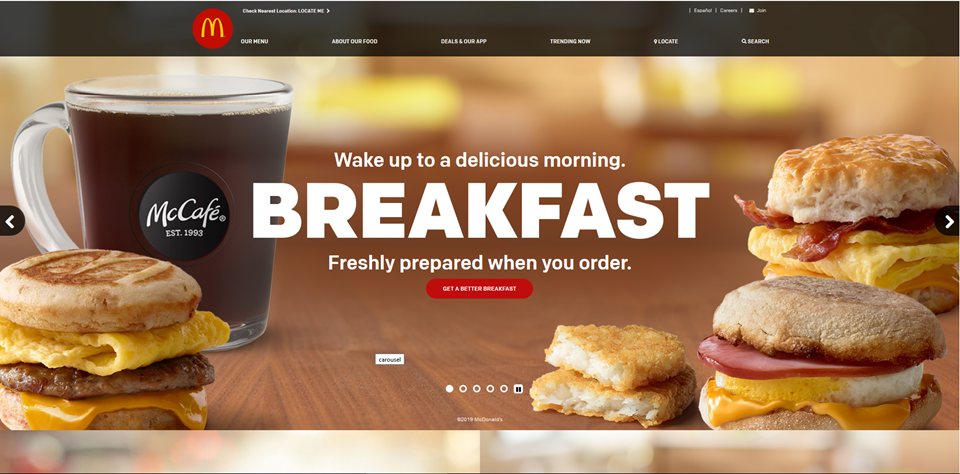 Check Nearest Location: LOCATE ME
Español | Careers | Join
OUR MENU
ABOUT OUR FOOD
DEALS & OUR APP
TRENDING NOW
LOCATE
SEARCH
McCafé®
EST. 1993
Wake up to a delicious morning.
BREAKFAST
Freshly prepared when you order.
GET A BETTER BREAKFAST
carousel
©2019 McDonald's